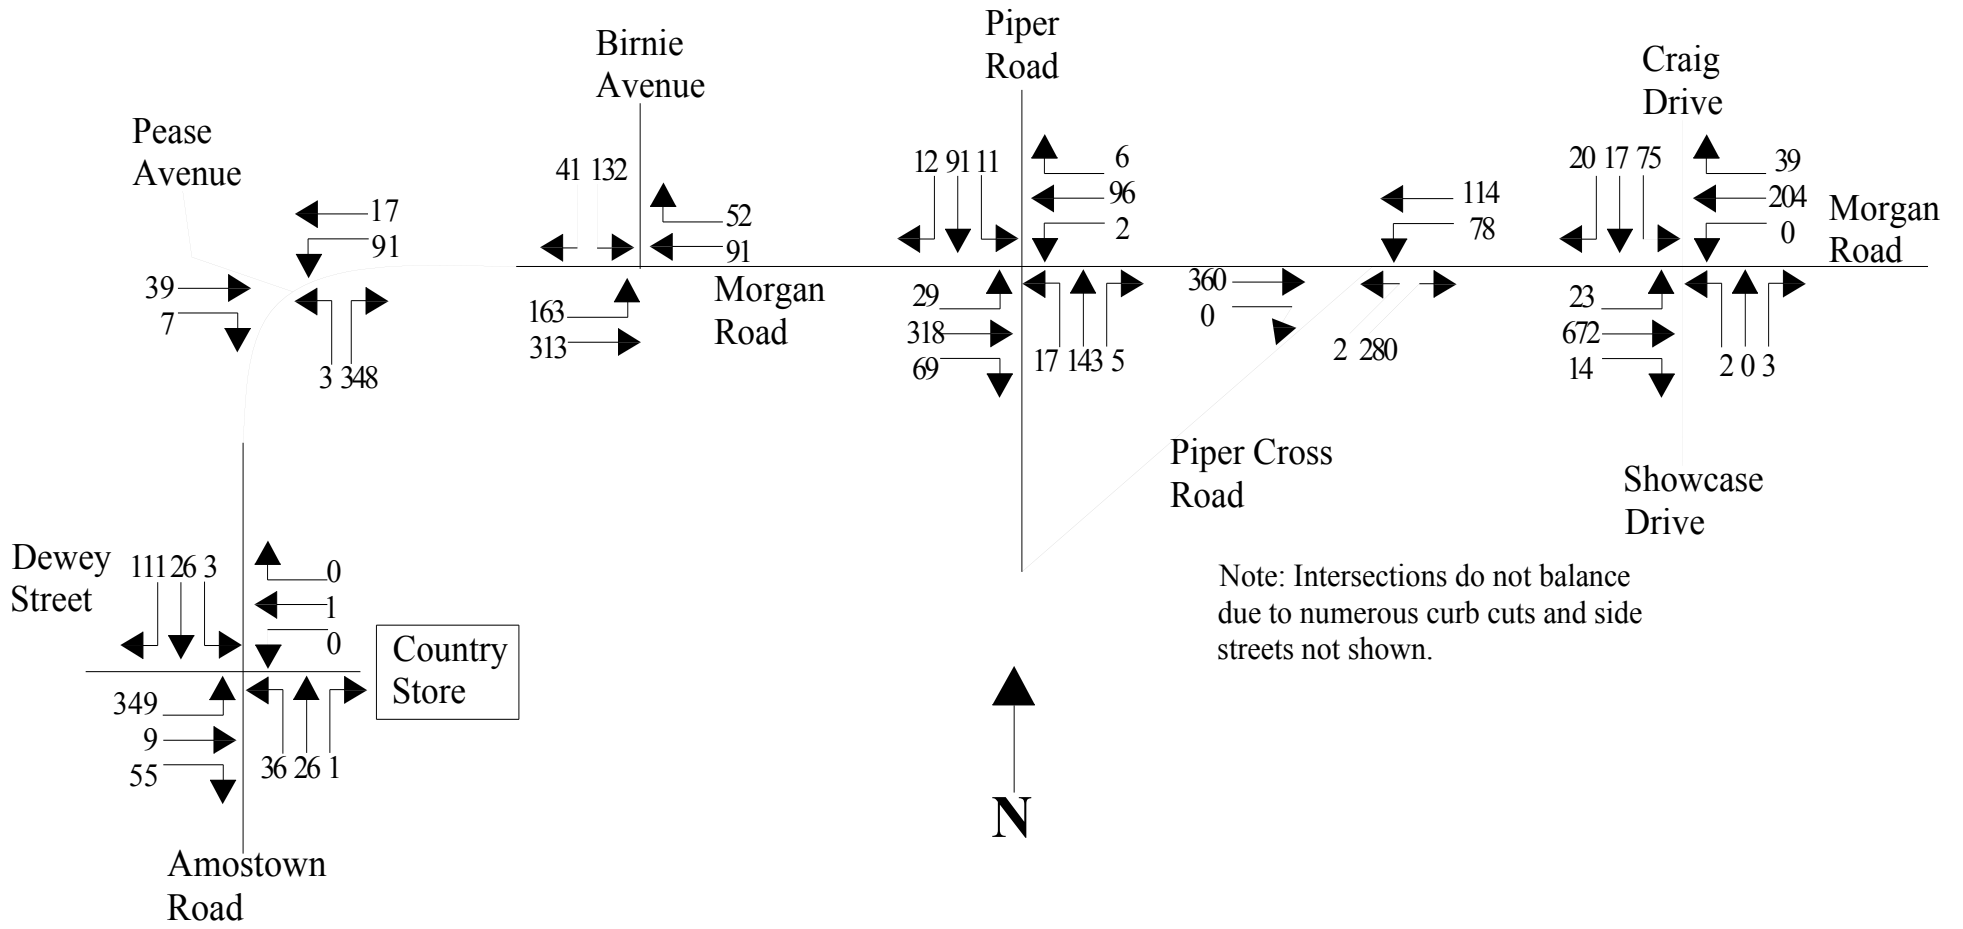 Piper
Road
Birnie
Avenue
Craig
Drive
Pease
Avenue
41 132
12 91 11
6
96
2
20 17 75
39
204
0
Morgan
Road
17
91
52
91
114
78
39
7
3 348
163
313
Morgan
Road
29
318
69
17 143 5
360
0
2 280
23
672
14
2 0 3
Piper Cross
Road
Showcase
Drive
Dewey
Street
111 26 3
0
1
0
Country
Store
349
9
55
36 26 1
Note: Intersections do not balance
due to numerous curb cuts and side
streets not shown.
N
Amostown
Road